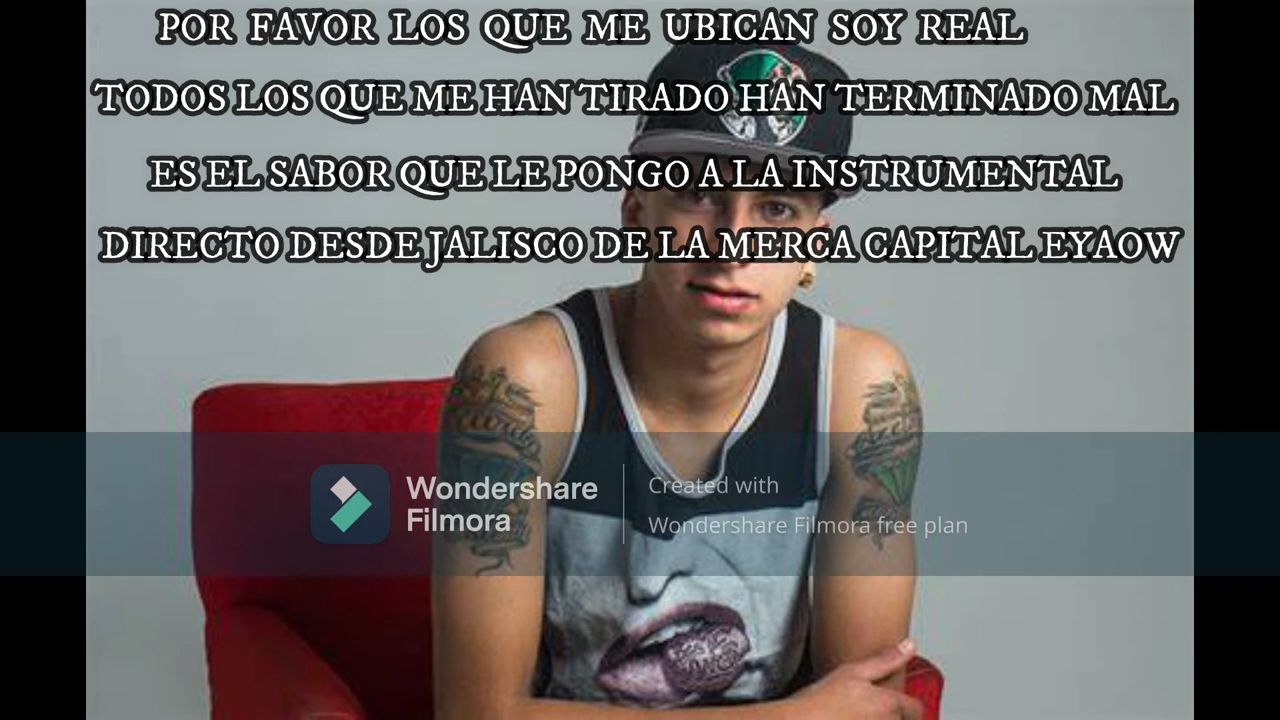 POR FAVOR LOS QUE ME UBICAN SOY REAL
TODOS LOS QUE ME HAN TIRADO HAN TERMINADO MAL
ES EL SABOR QUE LE PONGO A LA INSTRUMENTAL
DIRECTO DESDE JALISCO DE LA MERCA CAPITAL EYAOW
Wondershare
Filmora
Created with
Wondershare Filmora free plan